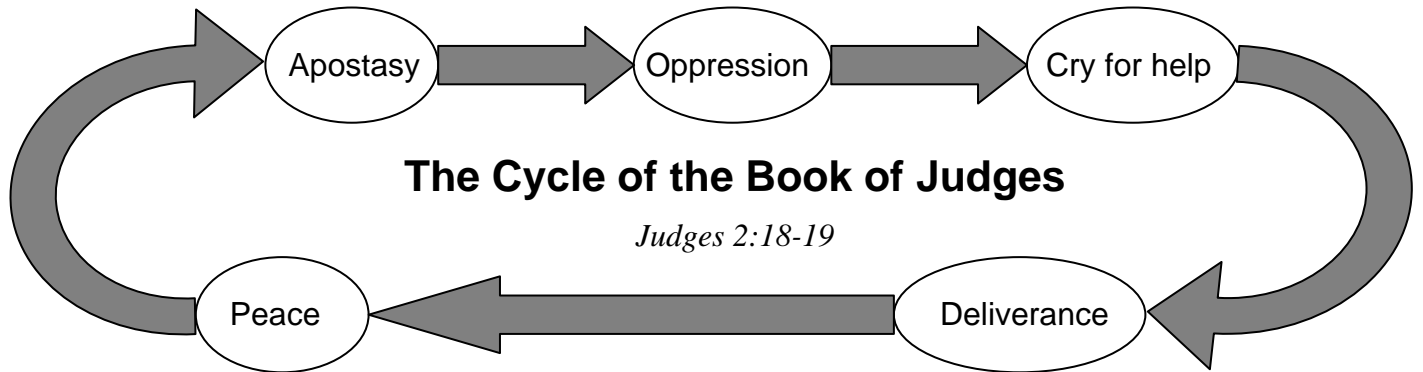 Apostasy
Oppression
Cry for help
The Cycle of the Book of Judges
Judges 2:18-19
Peace
Deliverance